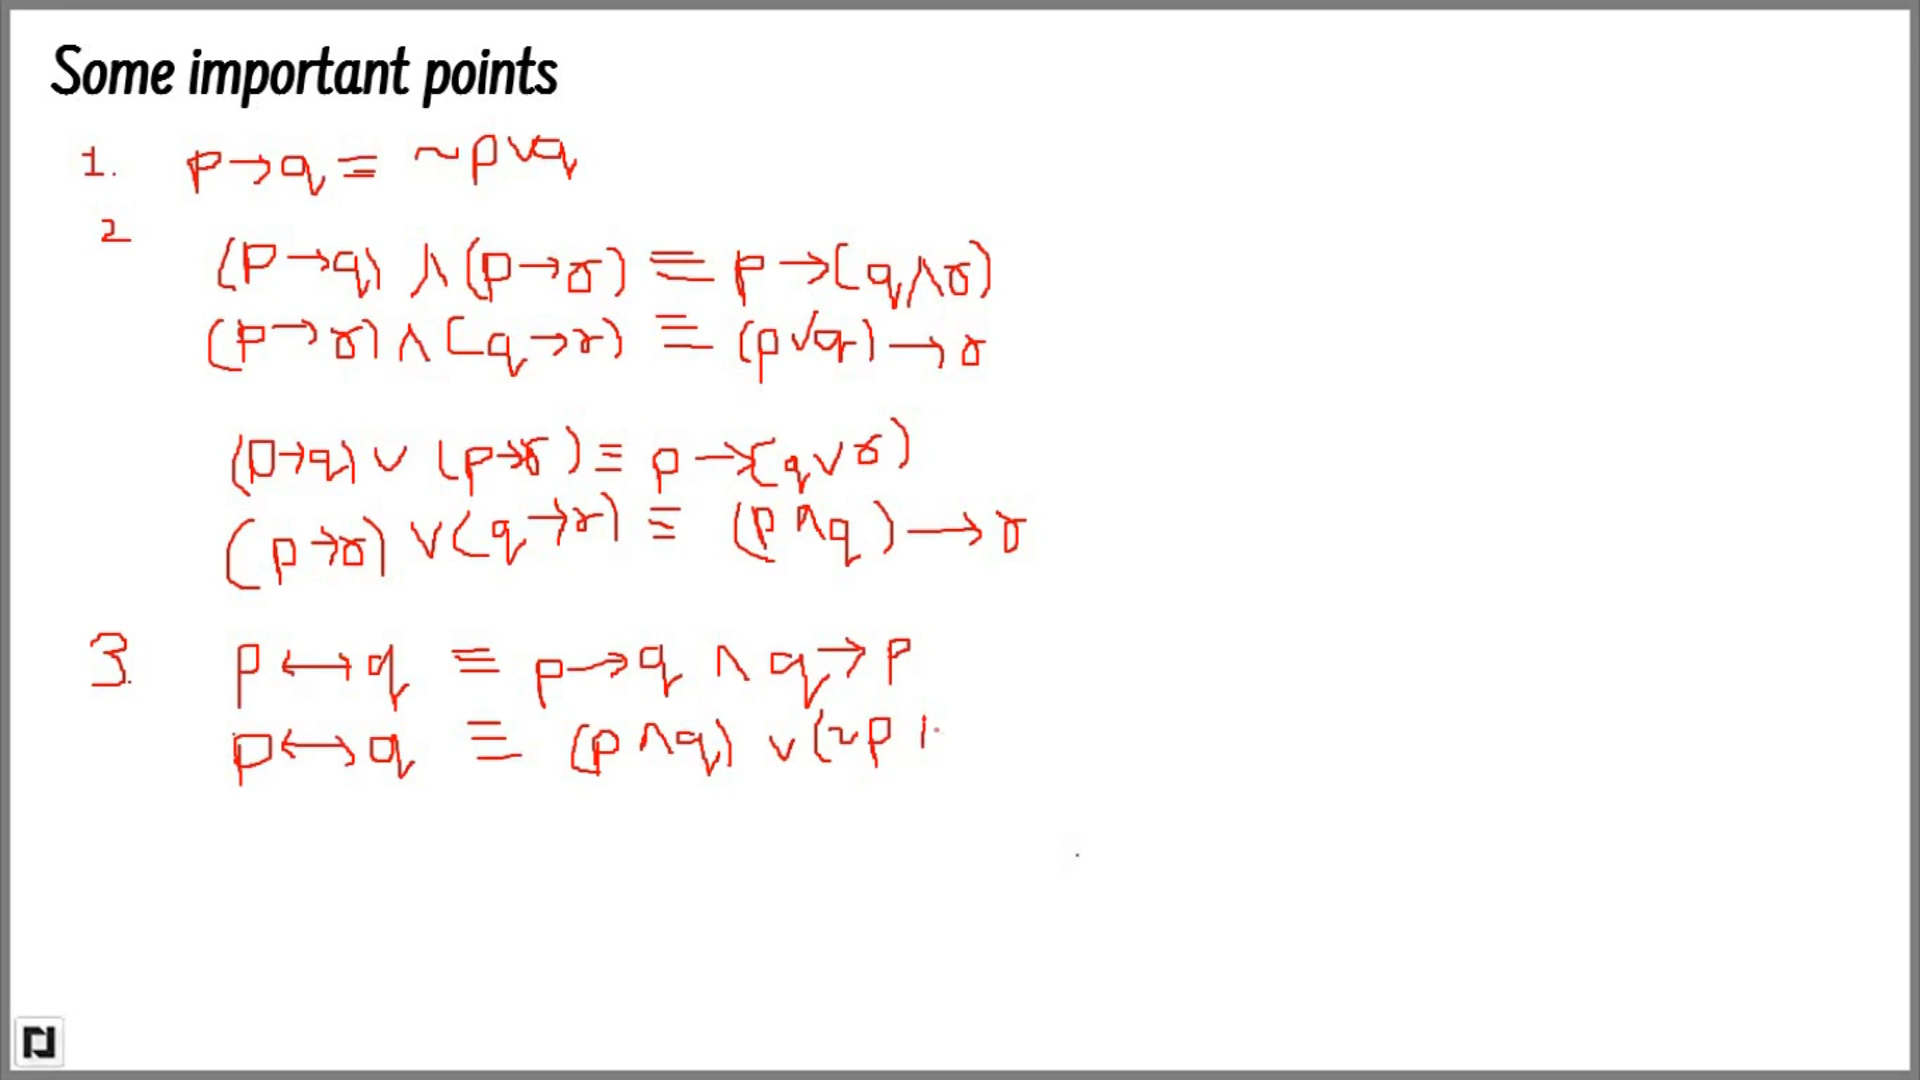 Some important points
1. p→q ≡ ~p∨q
2
(p→q) ∧ (p→r) ≡ p→(q∧r)
(p→r) ∧ (q→r) ≡ (p∨q)→r
(p→q) ∨ (p→r) ≡ p→(q∨r)
(p→r) ∨ (q→r) ≡ (p∧q)→r
3. p↔q ≡ p→q ∧ q→p
p↔q ≡ (p∧q) ∨ (~p